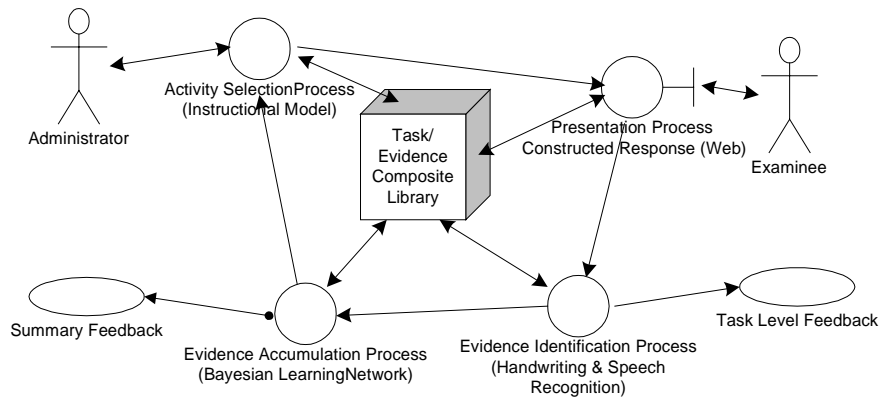 Activity SelectionProcess
(Instructional Model)
Administrator
Task/
Evidence
Composite
Library
Presentation Process
Constructed Response (Web)
Examinee
Summary Feedback
Task Level Feedback
Evidence Accumulation Process
(Bayesian LearningNetwork)
Evidence Identification Process
(Handwriting & Speech
Recognition)